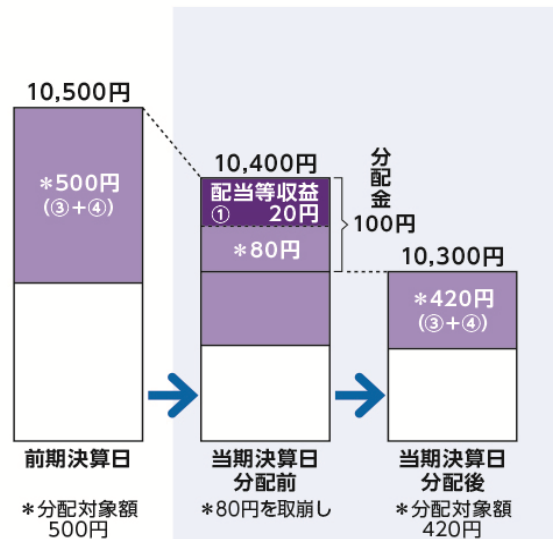 10,500円
*500円
(③+④)
前期決算日
*分配対象額
500円
10,400円
配当等収益
① 20円
*80円
分配金
100円
当期決算日
分配前
*80円を取崩し
10,300円
*420円
(③+④)
当期決算日
分配後
*分配対象額
420円